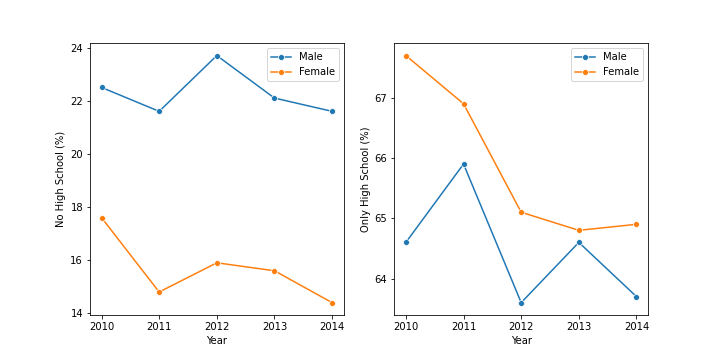 No High School (%)
24
22
20
18
16
14
2010 2011 2012 2013 2014
Year
Male
Female
Only High School (%)
67
66
65
64
2010 2011 2012 2013 2014
Year
Male
Female